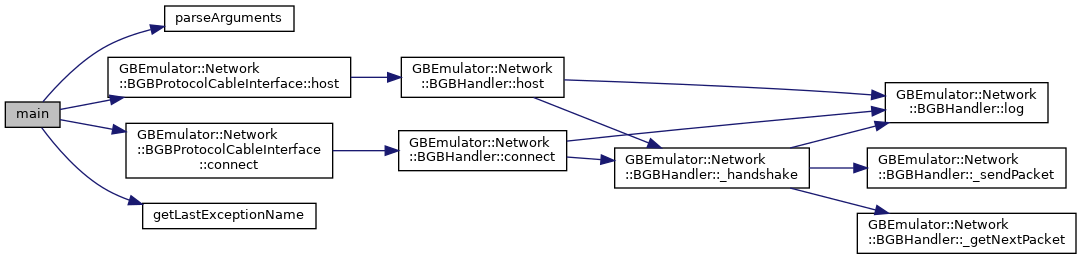 main
parseArguments
GBEmulator::Network
::BGBProtocolCableInterface::host
GBEmulator::Network
::BGBProtocolCableInterface
::connect
getLastExceptionName
GBEmulator::Network
::BGBHandler::host
GBEmulator::Network
::BGBHandler::connect
GBEmulator::Network
::BGBHandler::_handshake
GBEmulator::Network
::BGBHandler::log
GBEmulator::Network
::BGBHandler::_sendPacket
GBEmulator::Network
::BGBHandler::_getNextPacket